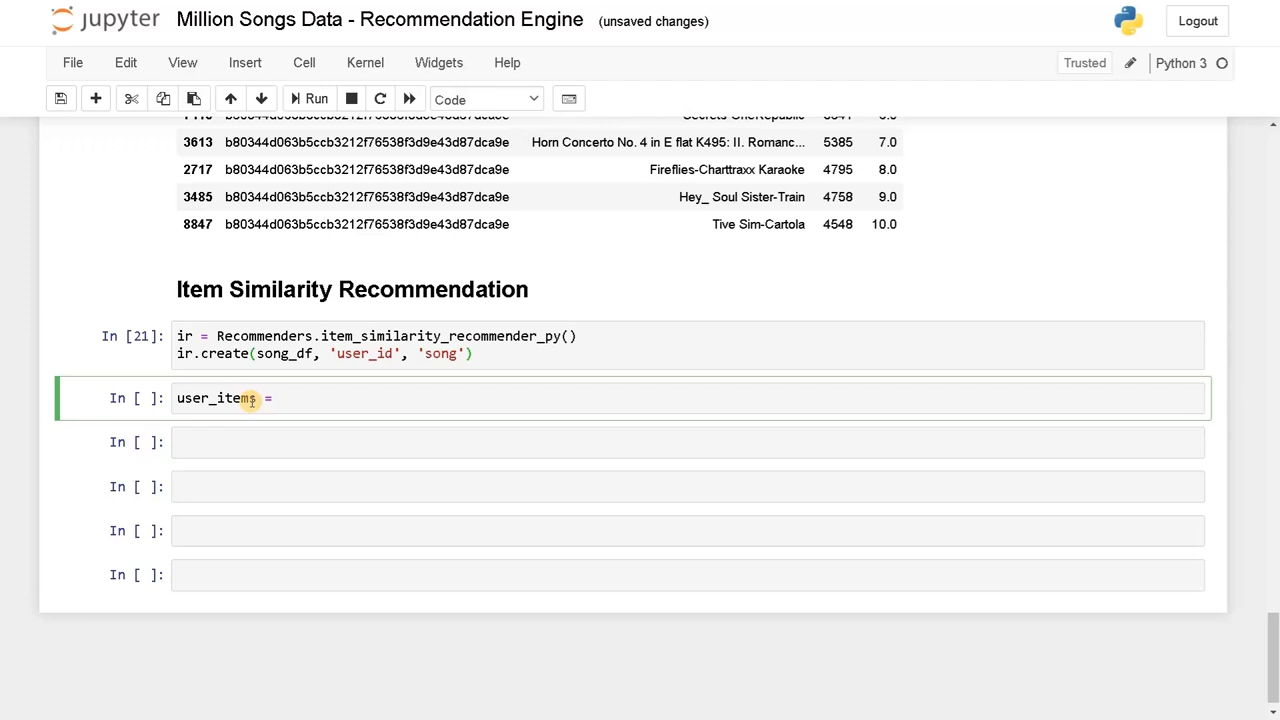 jupyter Million Songs Data - Recommendation Engine (unsaved changes) Logout
File Edit View Insert Cell Kernel Widgets Help Trusted Python 3
Run Code
3613 b80344d063b5ccb3212f76538f3d9e43d87dca9e Horn Concerto No. 4 in E flat K495: II. Romanc... 5385 7.0
2717 b80344d063b5ccb3212f76538f3d9e43d87dca9e Fireflies-Charttraxx Karaoke 4795 8.0
3485 b80344d063b5ccb3212f76538f3d9e43d87dca9e Hey_ Soul Sister-Train 4758 9.0
8847 b80344d063b5ccb3212f76538f3d9e43d87dca9e Tive Sim-Cartola 4548 10.0
Item Similarity Recommendation
In [21]: ir = Recommenders.item_similarity_recommender_py()
ir.create(song_df, 'user_id', 'song')
In [ ]: user_items =
In [ ]:
In [ ]:
In [ ]:
In [ ]: